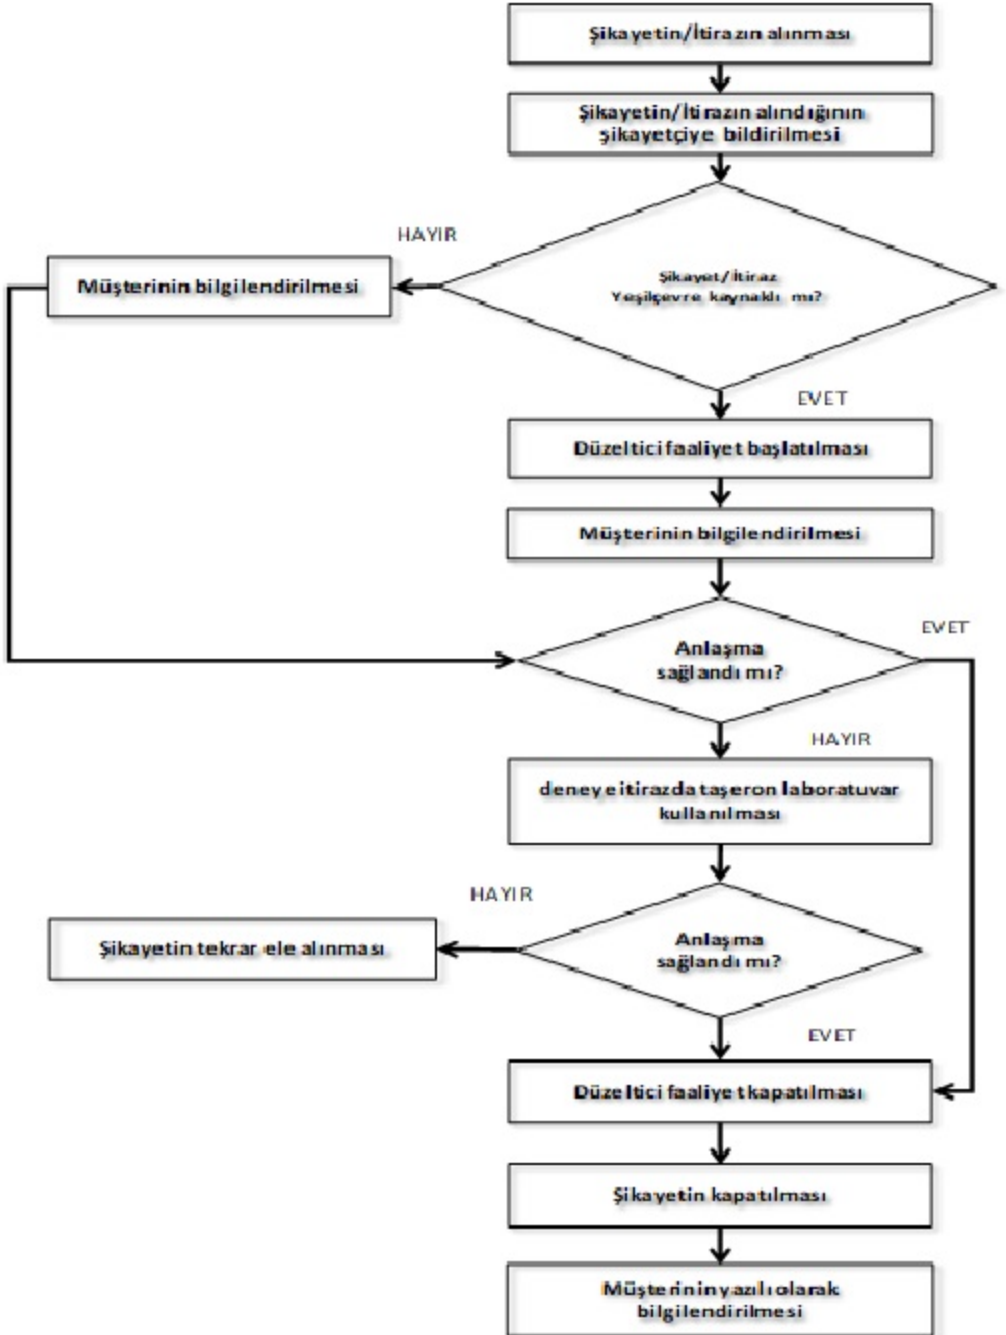 Şikayetin/İtirazın alınması
Şikayetin/İtirazın alındığının
şikayetçiye bildirilmesi
HAYIR
Müşterinin bilgilendirilmesi
Şikayet/İtiraz
Yeşilçevre kaynaklı mı?
EVET
Düzeltici faaliyet başlatılması
Müşterinin bilgilendirilmesi
EVET
Anlaşma
sağlandı mı?
HAYIR
deney eitirazda taşeron laboratuvar
kullanılması
HAYIR
Şikayetin tekrar ele alınması
Anlaşma
sağlandı mı?
EVET
Düzeltici faaliyet kapatılması
Şikayetin kapatılması
Müşterinin yazılı olarak
bilgilendirilmesi